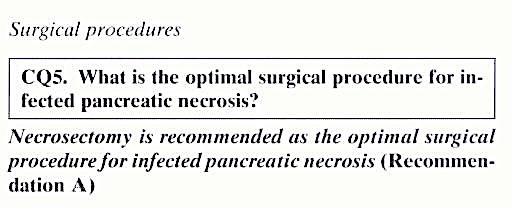 Surgical procedures
CQ5. What is the optimal surgical procedure for in-
fected pancreatic necrosis?
Necrosectomy is recommended as the optimal surgical
procedure for infected pancreatic necrosis (Recommen-
dation A)